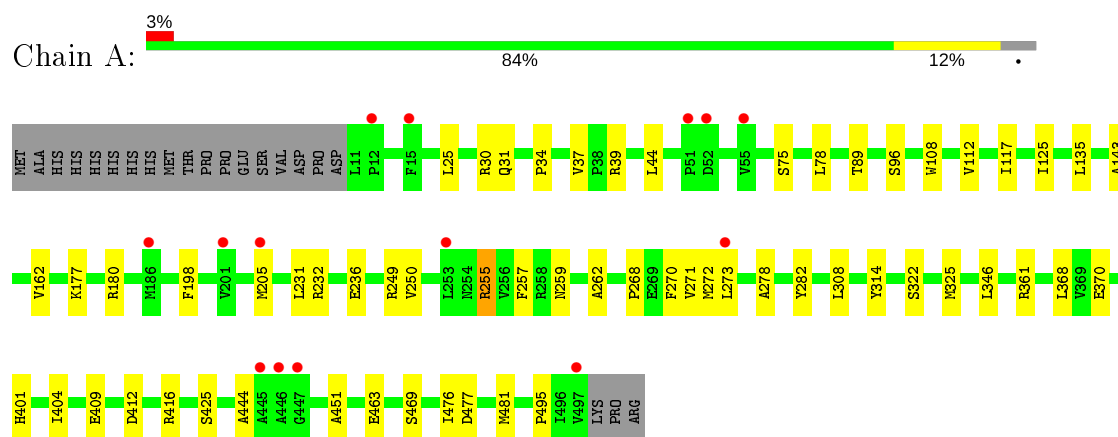 3%
Chain A:
84%
12%
•
MET ALA HIS HIS HIS HIS HIS HIS MET THR PRO PRO GLU SER VAL ASP PRO ASP L11 P12 F15 L25 R30 Q31 P34 V37 P38 R39 L44 P51 D52 V55 S75 L78 T89 S96 W108 V112 I117 I125 L135 A143
V162 K177 R180 M186 F198 V201 M205 L231 R232 E236 R249 V250 L253 N254 R255 V256 F257 R258 N259 A262 P268 E269 F270 V271 M272 L273 A278 Y282 L308 Y314 S322 M325 L346 R361 L368 V369 E370
H401 I404 E409 D412 R416 S425 A444 A445 A446 G447 A451 E463 S469 I476 D477 M481 P495 I496 V497 LYS PRO ARG